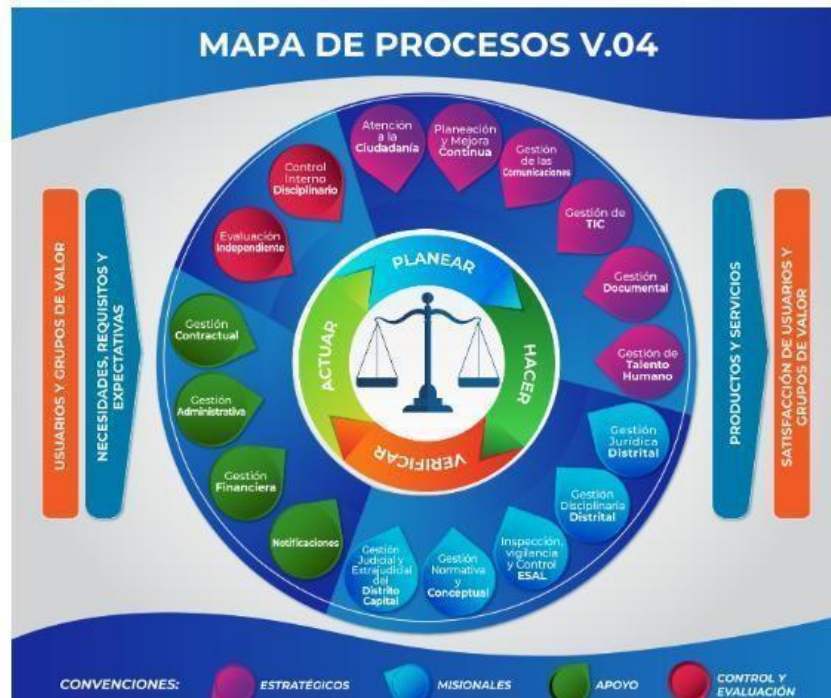 MAPA DE PROCESOS V.04
USUARIOS Y GRUPOS DE VALOR
NECESIDADES, REQUISITOS Y
EXPECTATIVAS
Atención
a la
Ciudadanía
Planeación
y Mejora
Continua
Gestión
de las
Comunicaciones
Gestión de
TIC
Gestión
Documental
Gestión de
Talento
Humano
Gestión
Jurídica
Distrital
Gestión
Disciplinaria
Distrital
Inspección,
vigilancia
y Control
ESAL
Gestión
Normativa
y
Conceptual
Gestión
Judicial y
Extrajudicial
del
Distrito
Capital
Notificaciones
Gestión
Financiera
Gestión
Administrativa
Gestión
Contractual
Evaluación
Independiente
Control
Interno
Disciplinario
PLANEAR
HACER
VERIFICAR
ACTUAR
PRODUCTOS Y SERVICIOS
SATISFACCIÓN DE USUARIOS Y
GRUPOS DE VALOR
CONVENCIONES:
ESTRATÉGICOS
MISIONALES
APOYO
CONTROL Y
EVALUACIÓN